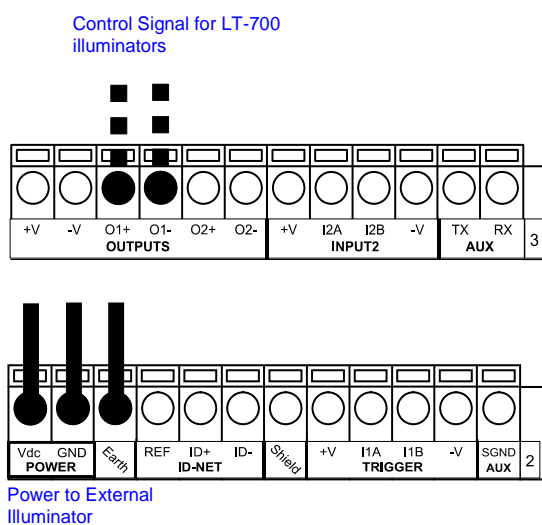 Control Signal for LT-700
illuminators
+V -V O1+ O1- O2+ O2- +V I2A I2B -V TX RX
OUTPUTS INPUT2 AUX 3
Vdc GND Earth REF ID+ ID- Shield +V I1A I1B -V SGND
POWER ID-NET TRIGGER AUX 2
Power to External
Illuminator